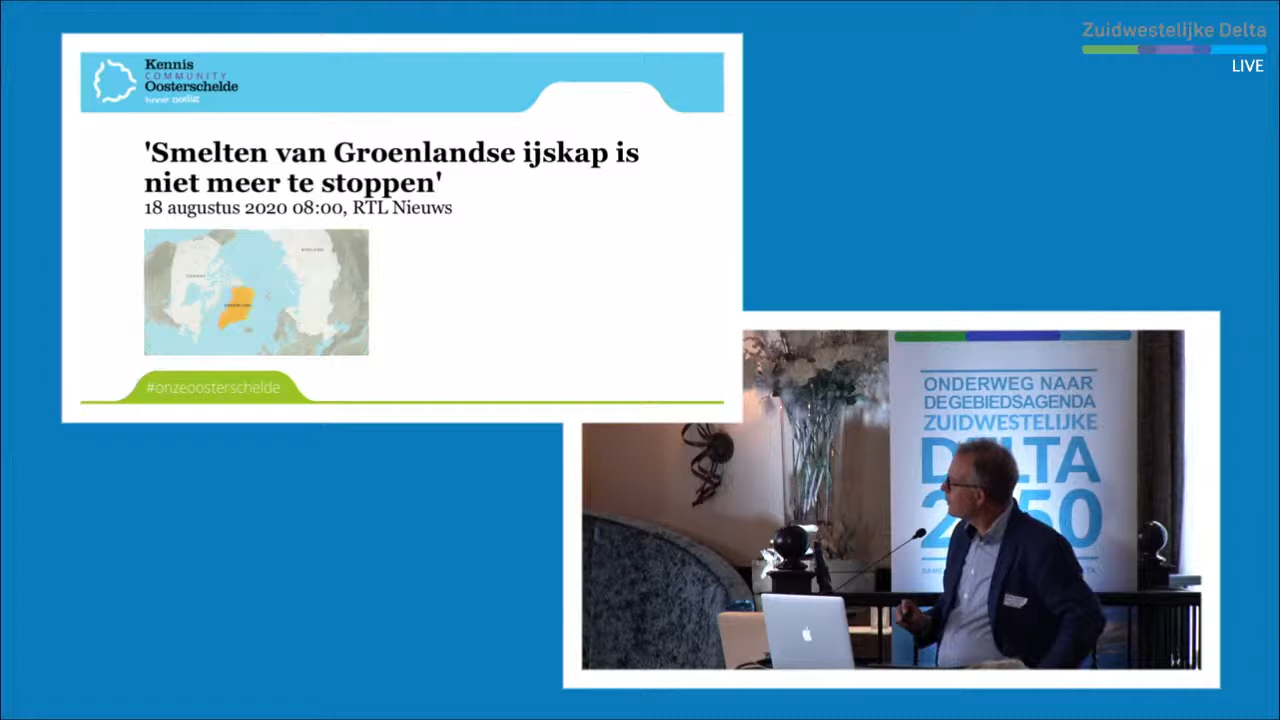 Zuidwestelijke Delta
LIVE
Kennis
COMMUNITY
Oosterschelde
'Smelten van Groenlandse ijskap is
niet meer te stoppen'
18 augustus 2020 08:00, RTL Nieuws
#onzeoosterschelde
ONDERWEG NAAR
DE GEBIEDSAGENDA
ZUIDWESTELIJKE